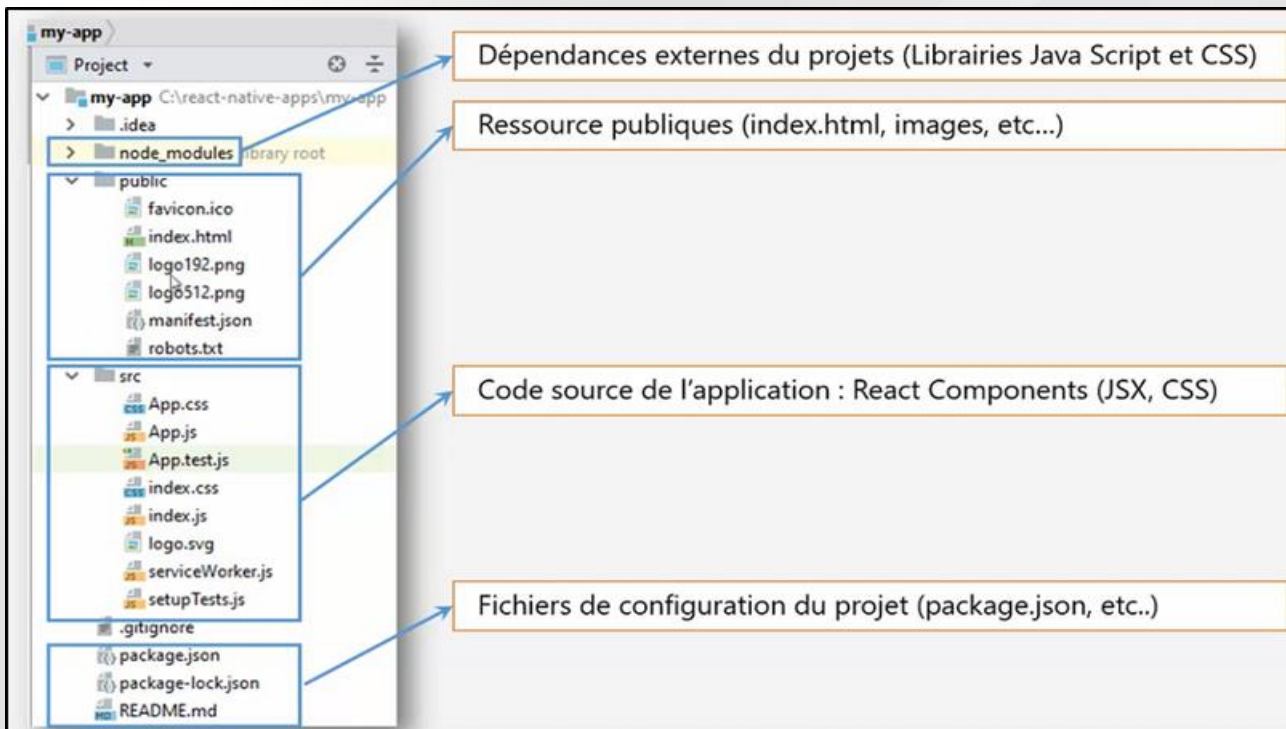 my-app
Project
my-app C:\react-native-apps\my-app
.idea
node_modules library root
public
favicon.ico
index.html
logo192.png
logo512.png
manifest.json
robots.txt
src
App.css
App.js
App.test.js
index.css
index.js
logo.svg
serviceWorker.js
setupTests.js
.gitignore
package.json
package-lock.json
README.md
Dépendances externes du projets (Librairies Java Script et CSS)
Ressource publiques (index.html, images, etc...)
Code source de l’application : React Components (JSX, CSS)
Fichiers de configuration du projet (package.json, etc..)